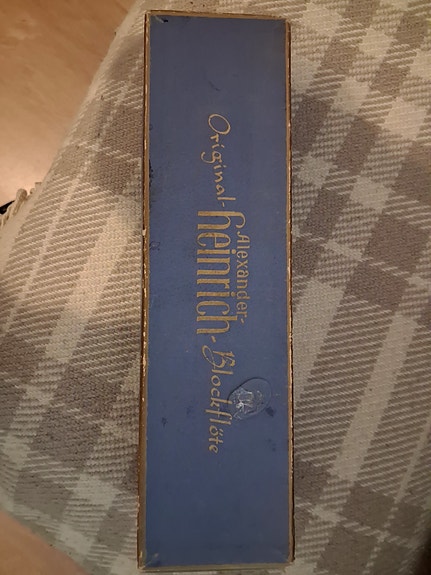 Original-
Alexander-
Heinrich-
Blockflöte